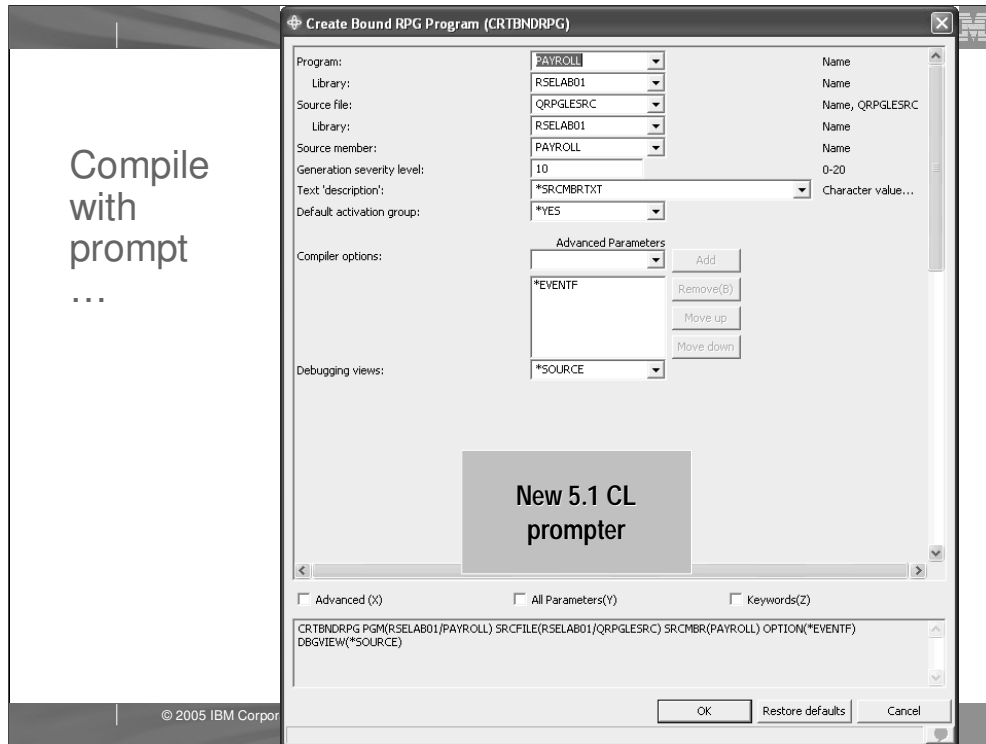 Create Bound RPG Program (CRTBNDRPG)
Compile
with
prompt
…
Program: PAYROLL Name
Library: RSELAB01 Name
Source file: QRPGLESRC Name, QRPGLESRC
Library: RSELAB01 Name
Source member: PAYROLL Name
Generation severity level: 10 0-20
Text 'description': *SRCMBRTXT Character value...
Default activation group: *YES
Advanced Parameters
Compiler options: Add
*EVENTF Remove(B)
Move up
Move down
Debugging views: *SOURCE
New 5.1 CL
prompter
Advanced (X) All Parameters(Y) Keywords(Z)
CRTBNDRPG PGM(RSELAB01/PAYROLL) SRCFILE(RSELAB01/QRPGLESRC) SRCMBR(PAYROLL) OPTION(*EVENTF)
DBGVIEW(*SOURCE)
OK Restore defaults Cancel
© 2005 IBM Corpor